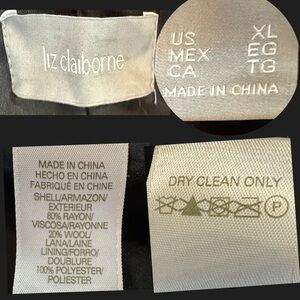 liz claiborne
US XL
MEX EG
CA TG
MADE IN CHINA
MADE IN CHINA
HECHO EN CHINA
FABRIQUÉ EN CHINE
SHELL/ARMAZON/
EXTERIEUR
80% RAYON/
VISCOSA/RAYONNE
20% WOOL/
LANA/LAINE
LINING/FORRO/
DOUBLURE
100% POLYESTER/
POLIESTER
DRY CLEAN ONLY
P